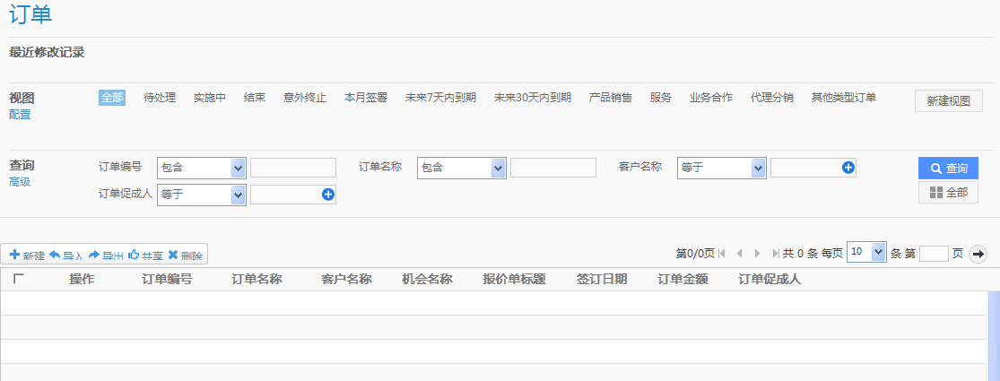 订单
最近修改记录
视图 全部 待处理 实施中 结束 意外终止 本月签署 未来7天内到期 未来30天内到期 产品销售 服务 业务合作 代理分销 其他类型订单 新建视图
配置
查询 订单编号 包含 订单名称 包含 客户名称 等于 查询
高级
订单促成人 等于 全部
新建 导入 导出 共享 删除 第0/0页 共 0 条 每页 10 条 第 页
操作 订单编号 订单名称 客户名称 机会名称 报价单标题 签订日期 订单金额 订单促成人